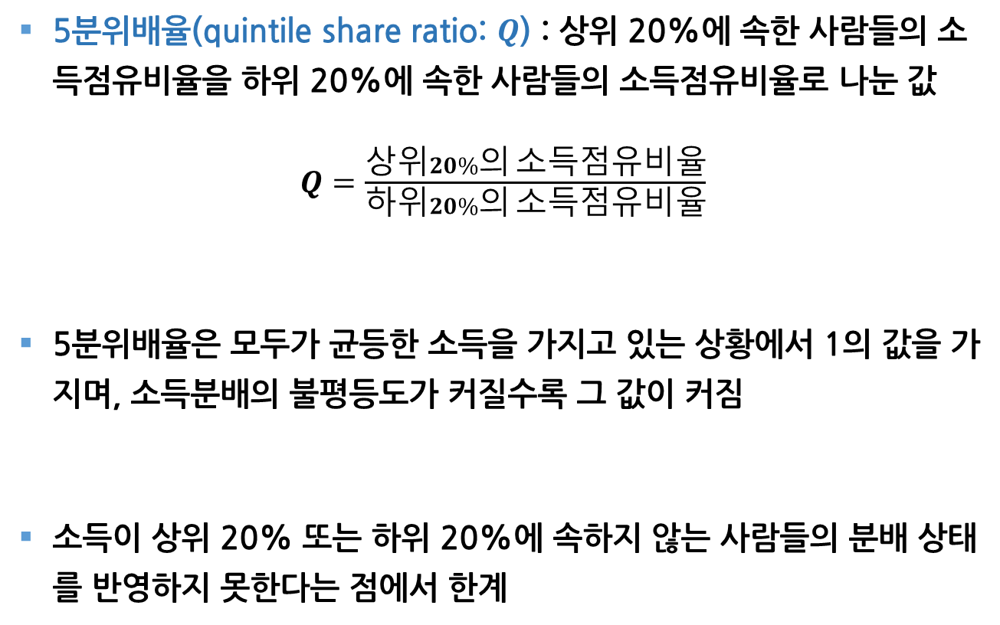 ▪ 5분위배율(quintile share ratio: Q) : 상위 20%에 속한 사람들의 소
득점유비율을 하위 20%에 속한 사람들의 소득점유비율로 나눈 값
Q = 상위20%의 소득점유비율
하위20%의 소득점유비율
▪ 5분위배율은 모두가 균등한 소득을 가지고 있는 상황에서 1의 값을 가
지며, 소득분배의 불평등도가 커질수록 그 값이 커짐
▪ 소득이 상위 20% 또는 하위 20%에 속하지 않는 사람들의 분배 상태
를 반영하지 못한다는 점에서 한계